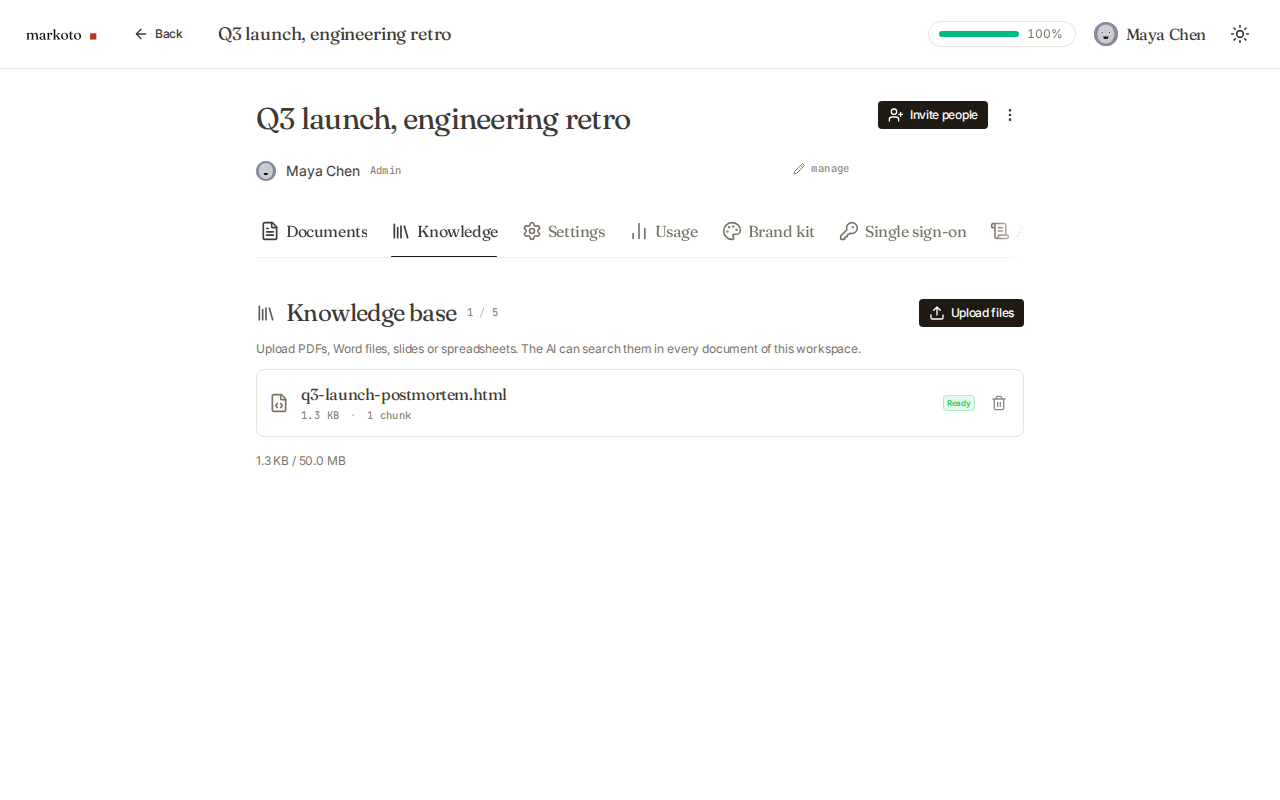 markoto
Back
Q3 launch, engineering retro
100%
Maya Chen
Q3 launch, engineering retro
Invite people
Maya Chen Admin
manage
Documents
Knowledge
Settings
Usage
Brand kit
Single sign-on
Knowledge base 1 / 5
Upload files
Upload PDFs, Word files, slides or spreadsheets. The AI can search them in every document of this workspace.
q3-launch-postmortem.html
1.3 KB · 1 chunk
Ready
1.3 KB / 50.0 MB